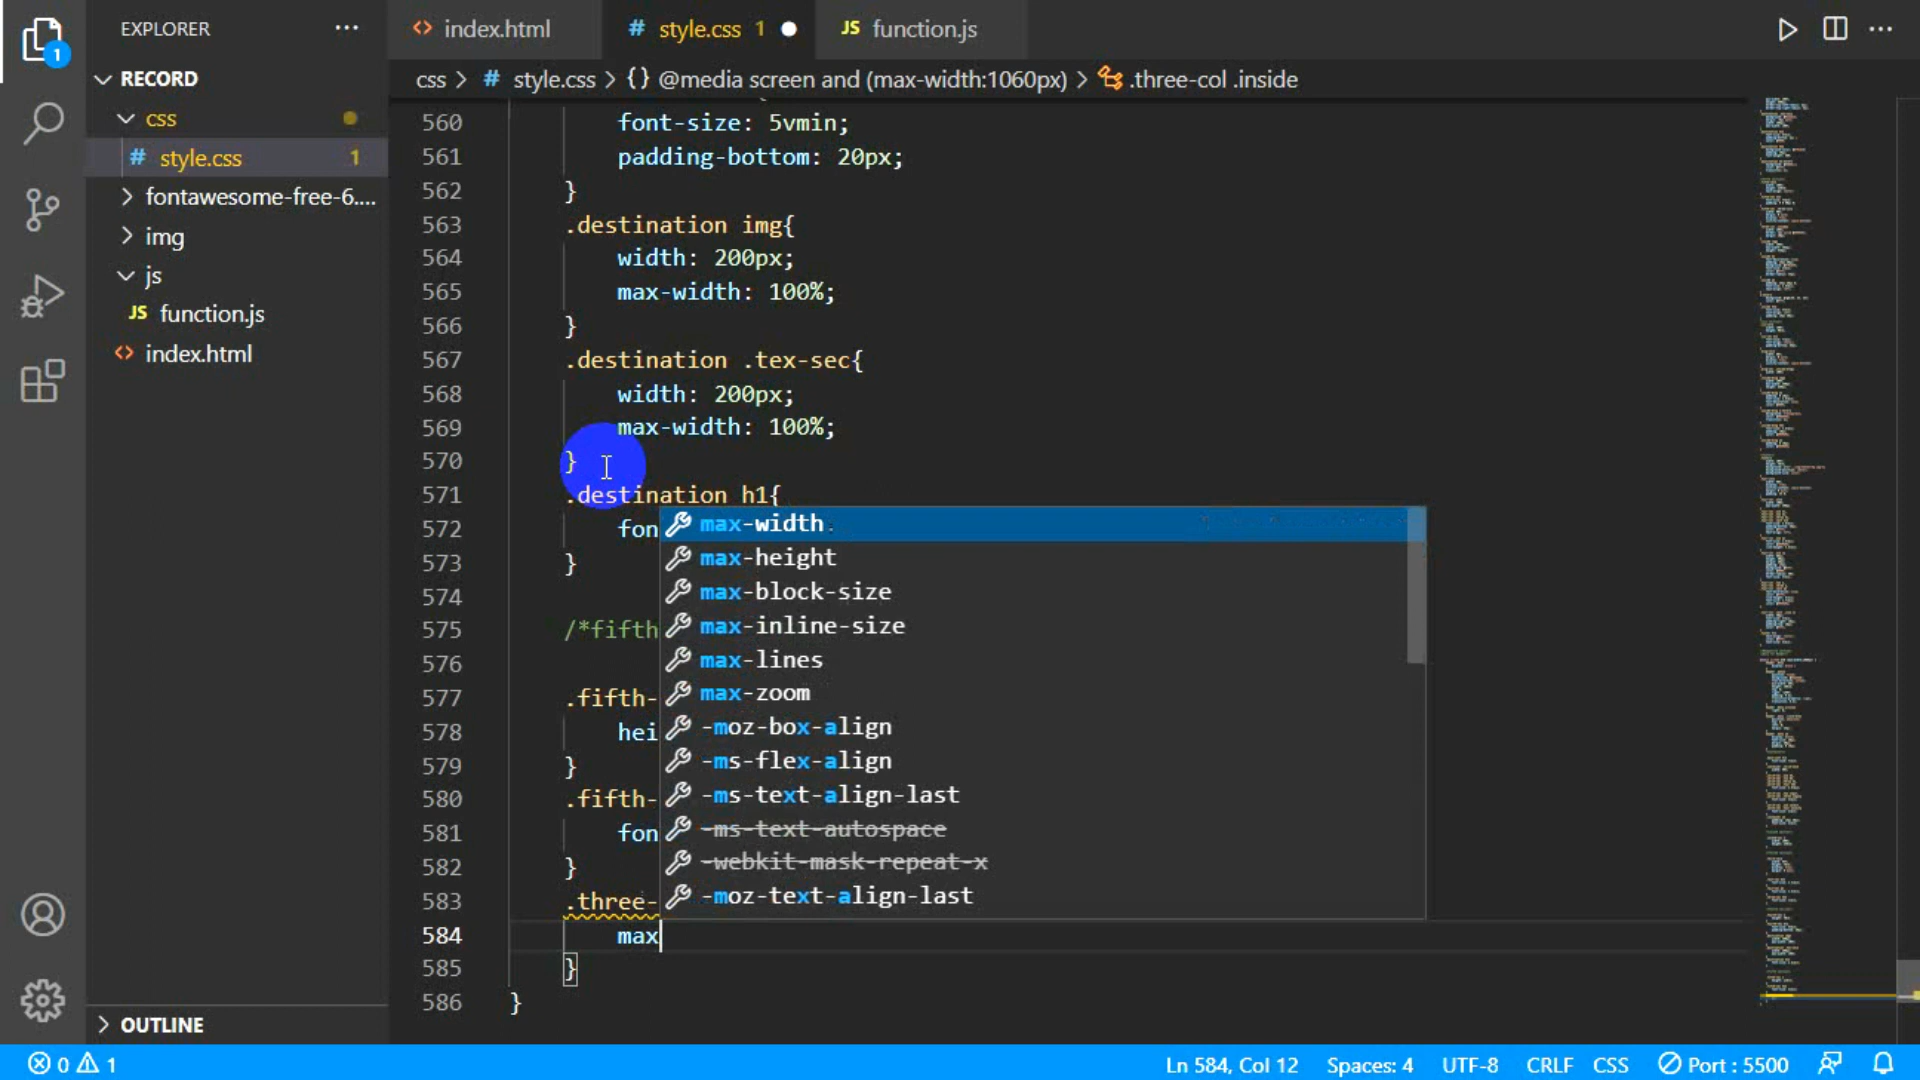 EXPLORER
RECORD
css
# style.css 1
fontawesome-free-6....
img
js
JS function.js
<> index.html
OUTLINE
<> index.html
# style.css 1
JS function.js
css > # style.css > {} @media screen and (max-width:1060px) > .three-col .inside
560 font-size: 5vmin;
561 padding-bottom: 20px;
562 }
563 .destination img{
564 width: 200px;
565 max-width: 100%;
566 }
567 .destination .tex-sec{
568 width: 200px;
569 max-width: 100%;
570 }
571 .destination h1{
572 fon
573 }
574
575 /*fifth
576
577 .fifth-
578 hei
579 }
580 .fifth-
581 fon
582 }
583 .three-
584 max
585 }
586 }
max-width
max-height
max-block-size
max-inline-size
max-lines
max-zoom
-moz-box-align
-ms-flex-align
-ms-text-align-last
-ms-text-autospace
-webkit-mask-repeat-x
-moz-text-align-last
1
0 1
Ln 584, Col 12
Spaces: 4
UTF-8
CRLF
CSS
Port : 5500